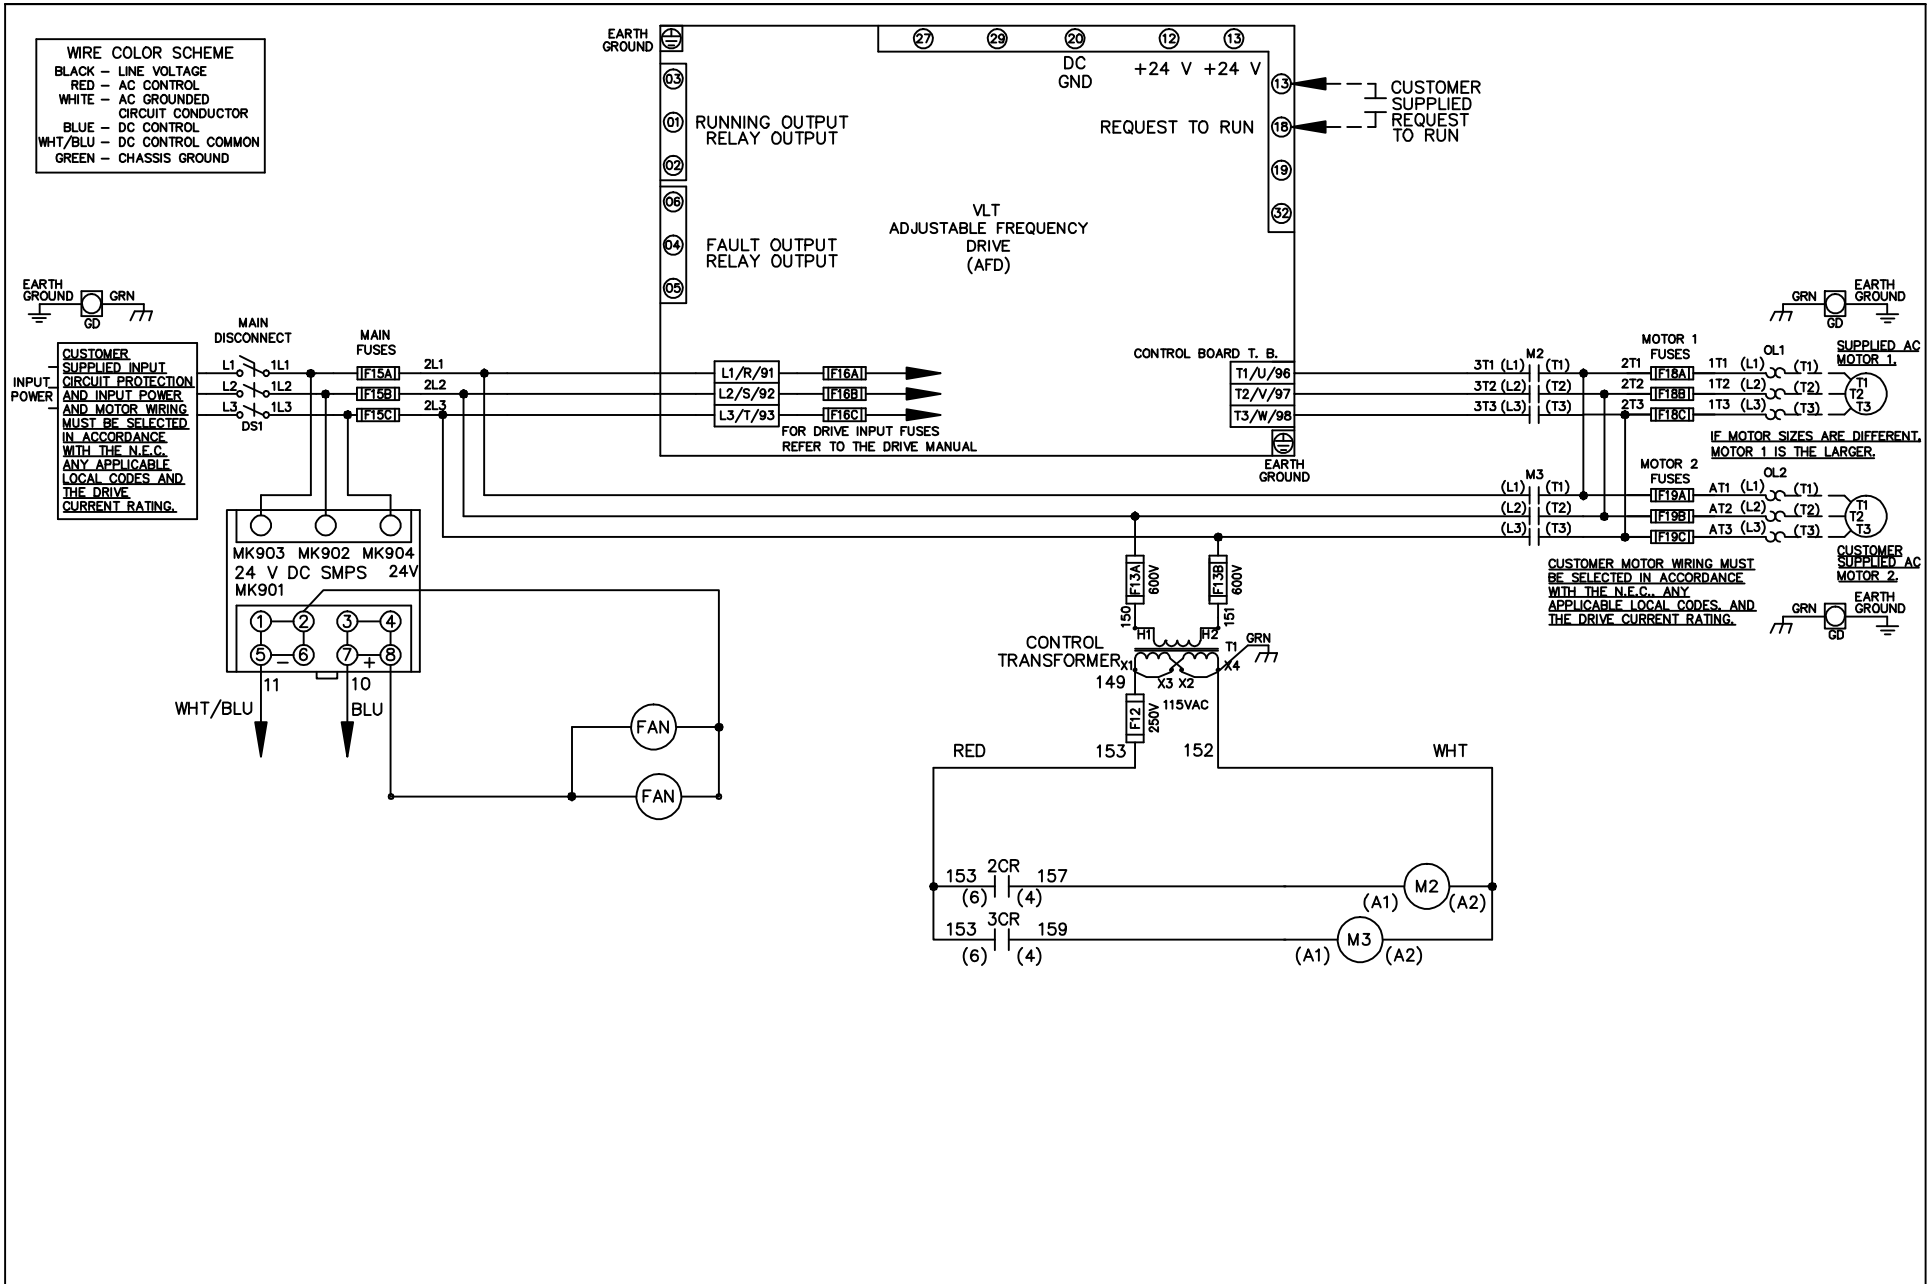 WIRE COLOR SCHEME
BLACK – LINE VOLTAGE
RED – AC CONTROL
WHITE – AC GROUNDED
CIRCUIT CONDUCTOR
BLUE – DC CONTROL
WHT/BLU – DC CONTROL COMMON
GREEN – CHASSIS GROUND
EARTH
GROUND
27 29 20 12 13
DC
GND
+24 V +24 V
03
01
02
RUNNING OUTPUT
RELAY OUTPUT
06
04
05
FAULT OUTPUT
RELAY OUTPUT
13
18
19
32
REQUEST TO RUN
CUSTOMER
SUPPLIED
REQUEST
TO RUN
VLT
ADJUSTABLE FREQUENCY
DRIVE
(AFD)
EARTH
GROUND
GRN
GD
INPUT
POWER
CUSTOMER
SUPPLIED INPUT
CIRCUIT PROTECTION
AND INPUT POWER
AND MOTOR WIRING
MUST BE SELECTED
IN ACCORDANCE
WITH THE N.E.C.
ANY APPLICABLE
LOCAL CODES AND
THE DRIVE
CURRENT RATING.
MAIN
DISCONNECT
L1 1L1
L2 1L2
L3 1L3
DS1
MAIN
FUSES
F15A 2L1
F15B 2L2
F15C 2L3
L1/R/91 F16A
L2/S/92 F16B
L3/T/93 F16C
FOR DRIVE INPUT FUSES
REFER TO THE DRIVE MANUAL
CONTROL BOARD T. B.
T1/U/96
T2/V/97
T3/W/98
EARTH
GROUND
M2
3T1 (L1) (T1)
3T2 (L2) (T2)
3T3 (L3) (T3)
MOTOR 1
FUSES
2T1 F18A 1T1 (L1)
2T2 F18B 1T2 (L2)
2T3 F18C 1T3 (L3)
OL1
(T1)
(T2)
(T3)
T1
T2
T3
GRN
GD
EARTH
GROUND
SUPPLIED AC
MOTOR 1.
IF MOTOR SIZES ARE DIFFERENT,
MOTOR 1 IS THE LARGER.
M3
(L1) (T1)
(L2) (T2)
(L3) (T3)
MOTOR 2
FUSES
F19A AT1 (L1)
F19B AT2 (L2)
F19C AT3 (L3)
OL2
(T1)
(T2)
(T3)
T1
T2
T3
CUSTOMER
SUPPLIED AC
MOTOR 2.
CUSTOMER MOTOR WIRING MUST
BE SELECTED IN ACCORDANCE
WITH THE N.E.C., ANY
APPLICABLE LOCAL CODES, AND
THE DRIVE CURRENT RATING.
GRN
GD
EARTH
GROUND
MK903 MK902 MK904
24 V DC SMPS 24V
MK901
1 2 3 4
5 – 6 7 + 8
11 10
WHT/BLU BLU
FAN
FAN
F13A 600V
F13B 600V
150 151
H1 H2
CONTROL
TRANSFORMER
T1
GRN
X1 X3 X2 X4
149
F12 250V
115VAC
153 152
RED WHT
153 2CR 157
(6) (4)
M2
(A1) (A2)
153 3CR 159
(6) (4)
M3
(A1) (A2)